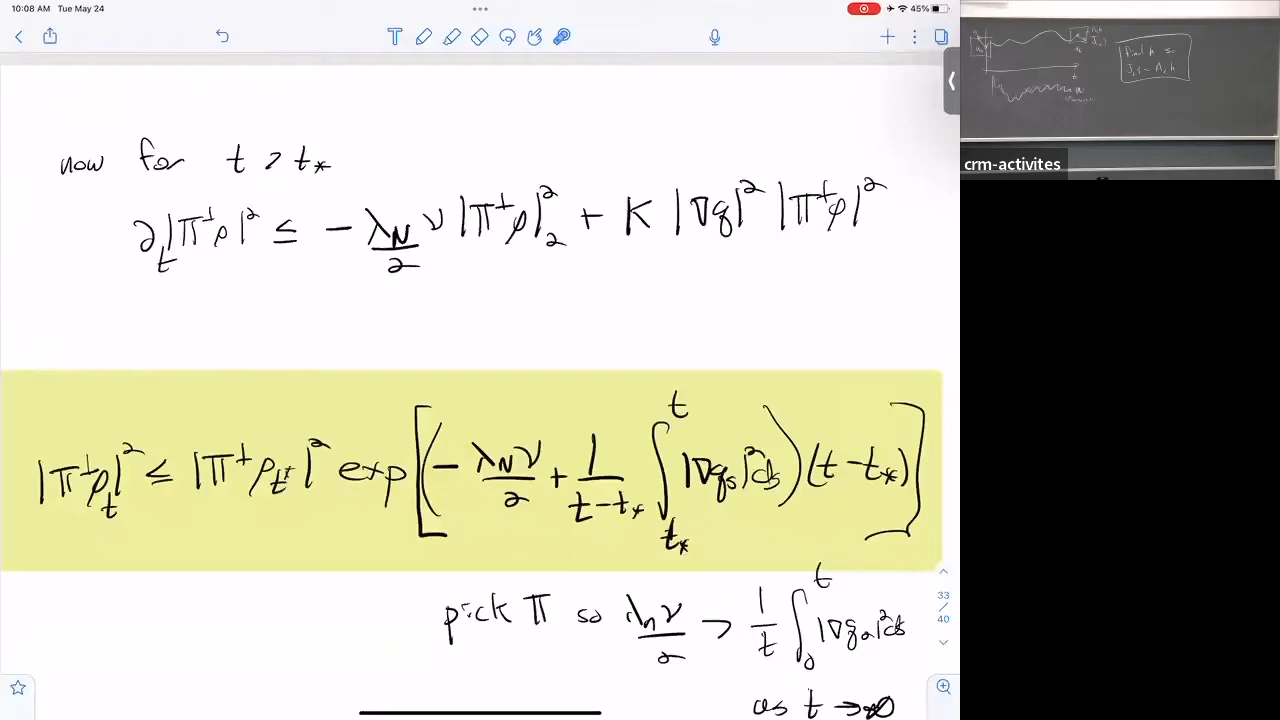 10:08 AM Tue May 24
45%
now for t > t*
∂t|Π⊥ρ|² ≤ − λN/2 ν |Π⊥ρ|₂² + K |∇q|² |Π⊥ρ|²
|Π⊥ρt|² ≤ |Π⊥ρt*|² exp[(− λNν/2 + 1/(t−t*) ∫t*^t |∇qs|² ds)(t−t*)]
pick Π so λnν/2 > 1/t ∫0^t |∇qs|² ds
as t → ∞
33
/
40
find h s
crm-activites